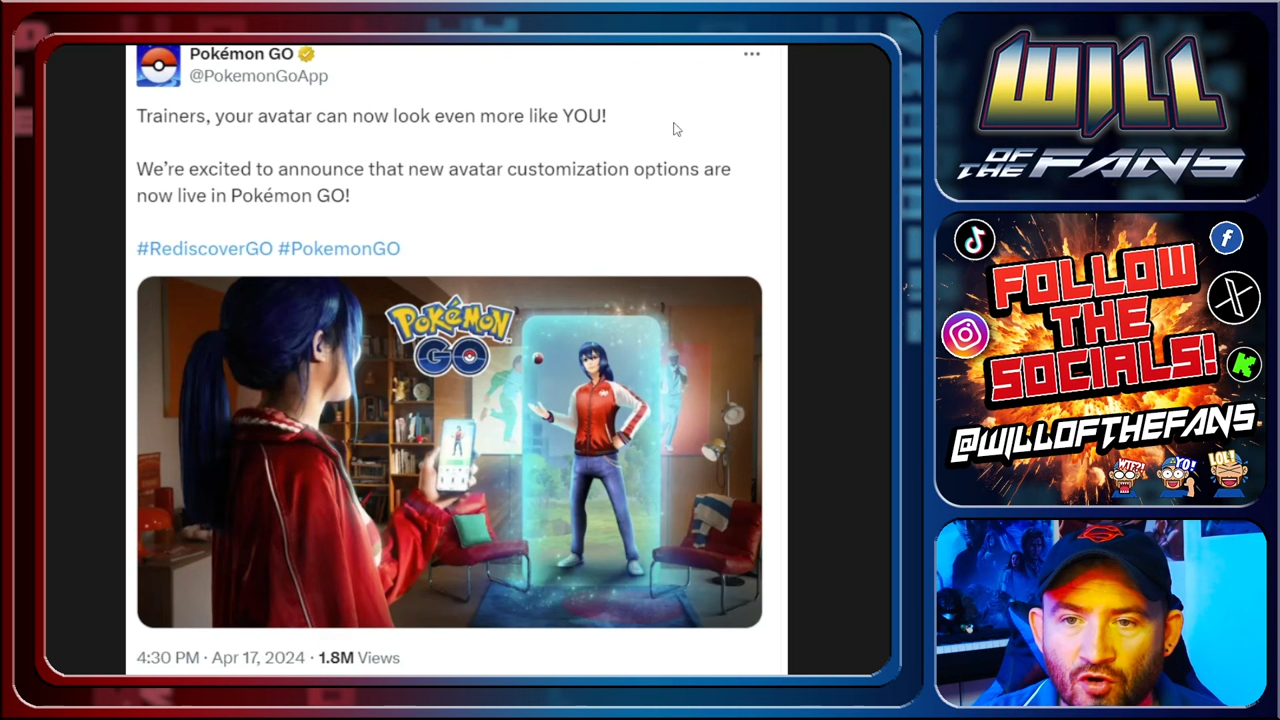 Pokémon GO
@PokemonGoApp
Trainers, your avatar can now look even more like YOU!
We're excited to announce that new avatar customization options are
now live in Pokémon GO!
#RediscoverGO #PokemonGO
POKéMON
GO
4:30 PM · Apr 17, 2024 · 1.8M Views
WILL
OF THE FANS
FOLLOW
THE
SOCIALS!
@WILLOFTHEFANS
WTF?!
YO!
LOL!